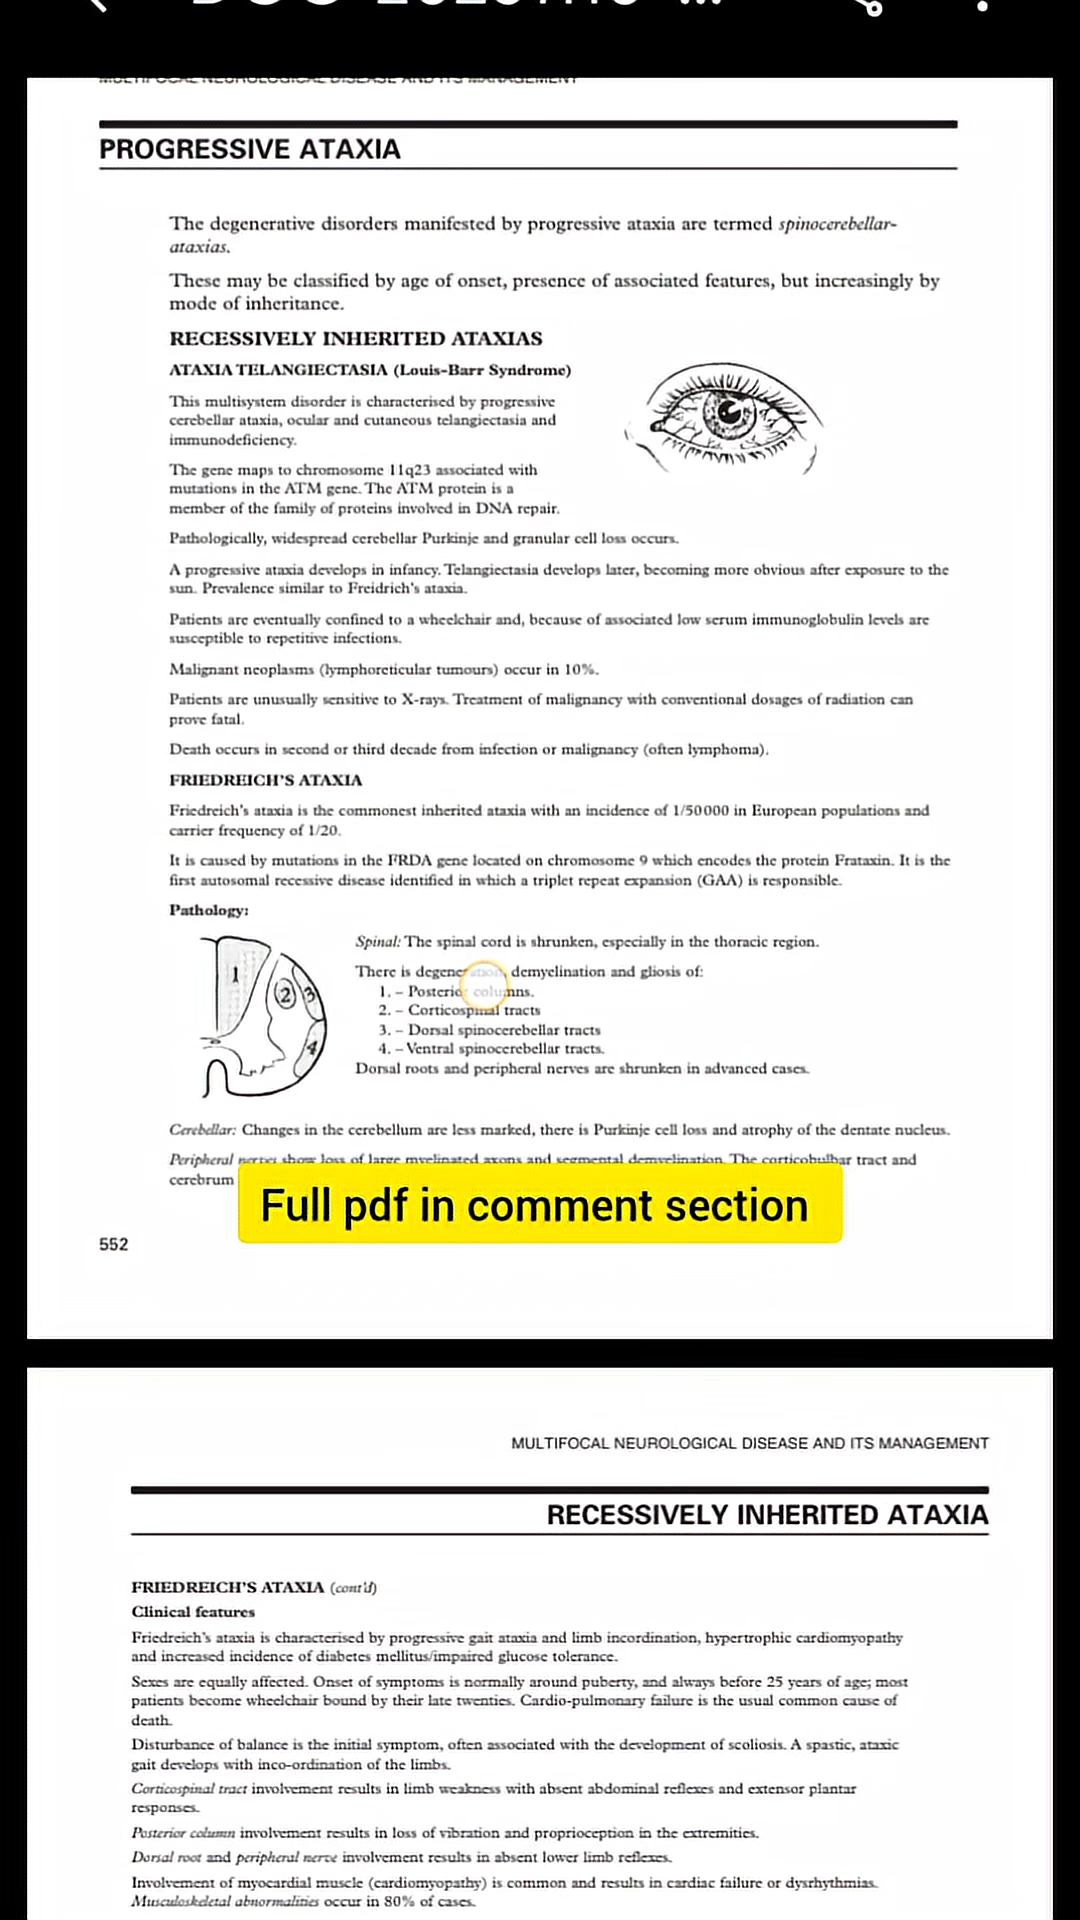 PROGRESSIVE ATAXIA
The degenerative disorders manifested by progressive ataxia are termed spinocerebellar-
ataxias.
These may be classified by age of onset, presence of associated features, but increasingly by
mode of inheritance.
RECESSIVELY INHERITED ATAXIAS
ATAXIA TELANGIECTASIA (Louis-Barr Syndrome)
This multisystem disorder is characterised by progressive
cerebellar ataxia, ocular and cutaneous telangiectasia and
immunodeficiency.
The gene maps to chromosome 11q23 associated with
mutations in the ATM gene. The ATM protein is a
member of the family of proteins involved in DNA repair.
Pathologically, widespread cerebellar Purkinje and granular cell loss occurs.
A progressive ataxia develops in infancy. Telangiectasia develops later, becoming more obvious after exposure to the
sun. Prevalence similar to Freidrich's ataxia.
Patients are eventually confined to a wheelchair and, because of associated low serum immunoglobulin levels are
susceptible to repetitive infections.
Malignant neoplasms (lymphoreticular tumours) occur in 10%.
Patients are unusually sensitive to X-rays. Treatment of malignancy with conventional dosages of radiation can
prove fatal.
Death occurs in second or third decade from infection or malignancy (often lymphoma).
FRIEDREICH'S ATAXIA
Friedreich's ataxia is the commonest inherited ataxia with an incidence of 1/50000 in European populations and
carrier frequency of 1/20.
It is caused by mutations in the FRDA gene located on chromosome 9 which encodes the protein Frataxin. It is the
first autosomal recessive disease identified in which a triplet repeat expansion (GAA) is responsible.
Pathology:
1
2
3
4
Spinal: The spinal cord is shrunken, especially in the thoracic region.
There is degeneration, demyelination and gliosis of:
1. – Posterior columns.
2. – Corticospinal tracts
3. – Dorsal spinocerebellar tracts
4. – Ventral spinocerebellar tracts.
Dorsal roots and peripheral nerves are shrunken in advanced cases.
Cerebellar: Changes in the cerebellum are less marked, there is Purkinje cell loss and atrophy of the dentate nucleus.
Peripheral nerves show loss of large myelinated axons and segmental demyelination. The corticobulbar tract and
cerebrum
Full pdf in comment section
552
MULTIFOCAL NEUROLOGICAL DISEASE AND ITS MANAGEMENT
RECESSIVELY INHERITED ATAXIA
FRIEDREICH'S ATAXIA (cont'd)
Clinical features
Friedreich's ataxia is characterised by progressive gait ataxia and limb incordination, hypertrophic cardiomyopathy
and increased incidence of diabetes mellitus/impaired glucose tolerance.
Sexes are equally affected. Onset of symptoms is normally around puberty, and always before 25 years of age; most
patients become wheelchair bound by their late twenties. Cardio-pulmonary failure is the usual common cause of
death.
Disturbance of balance is the initial symptom, often associated with the development of scoliosis. A spastic, ataxic
gait develops with inco-ordination of the limbs.
Corticospinal tract involvement results in limb weakness with absent abdominal reflexes and extensor plantar
responses.
Posterior column involvement results in loss of vibration and proprioception in the extremities.
Dorsal root and peripheral nerve involvement results in absent lower limb reflexes.
Involvement of myocardial muscle (cardiomyopathy) is common and results in cardiac failure or dysrhythmias.
Musculoskeletal abnormalities occur in 80% of cases.